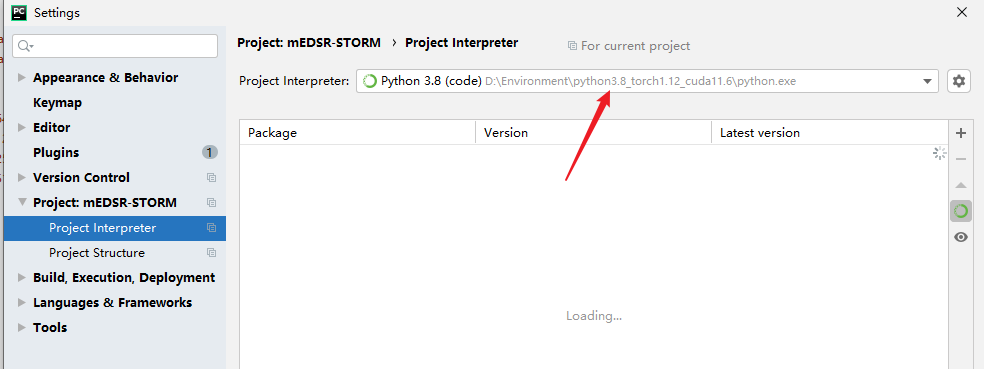 PC Settings
Project: mEDSR-STORM › Project Interpreter For current project
Appearance & Behavior
Project Interpreter: Python 3.8 (code) D:\Environment\python3.8_torch1.12_cuda11.6\python.exe
Keymap
Editor
Package Version Latest version
Plugins 1
Version Control
Project: mEDSR-STORM
Project Interpreter
Project Structure
Build, Execution, Deployment
Languages & Frameworks
Loading...
Tools